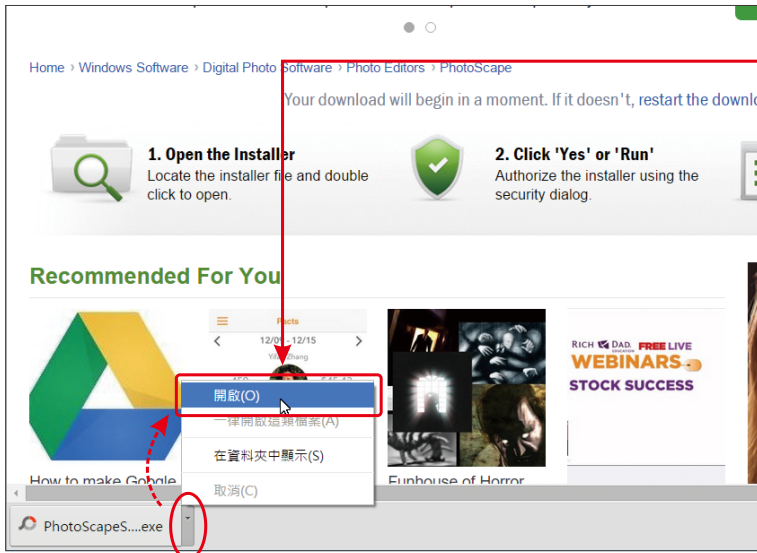 Home › Windows Software › Digital Photo Software › Photo Editors › PhotoScape
Your download will begin in a moment. If it doesn't, restart the downlo
1. Open the Installer
Locate the installer file and double
click to open.
2. Click 'Yes' or 'Run'
Authorize the installer using the
security dialog.
Recommended For You
Facts
12/09 - 12/15
Zhang
RICH DAD. FREE LIVE
EDUCATION
WEBINARS
STOCK SUCCESS
開啟(O)
一律開啟這類檔案(A)
在資料夾中顯示(S)
取消(C)
How to make Google
Funhouse of Horror
PhotoScapeS....exe